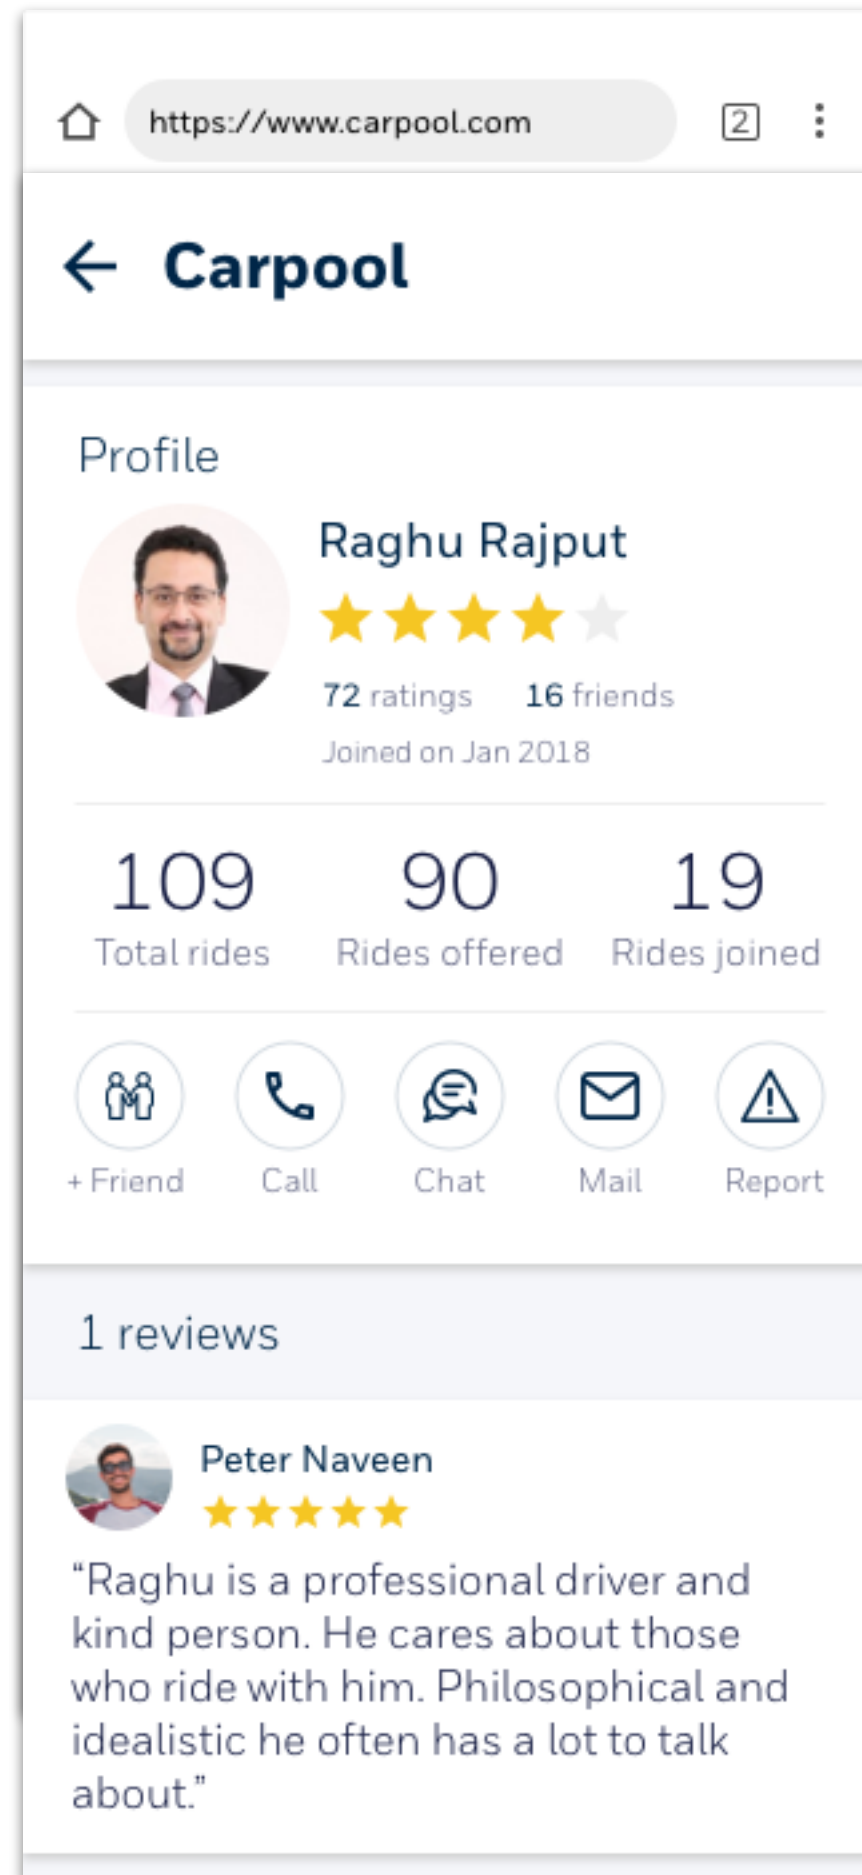 https://www.carpool.com
2
Carpool
Profile
Raghu Rajput
72 ratings 16 friends
Joined on Jan 2018
109 90 19
Total rides Rides offered Rides joined
+ Friend Call Chat Mail Report
1 reviews
Peter Naveen
“Raghu is a professional driver and
kind person. He cares about those
who ride with him. Philosophical and
idealistic he often has a lot to talk
about.”